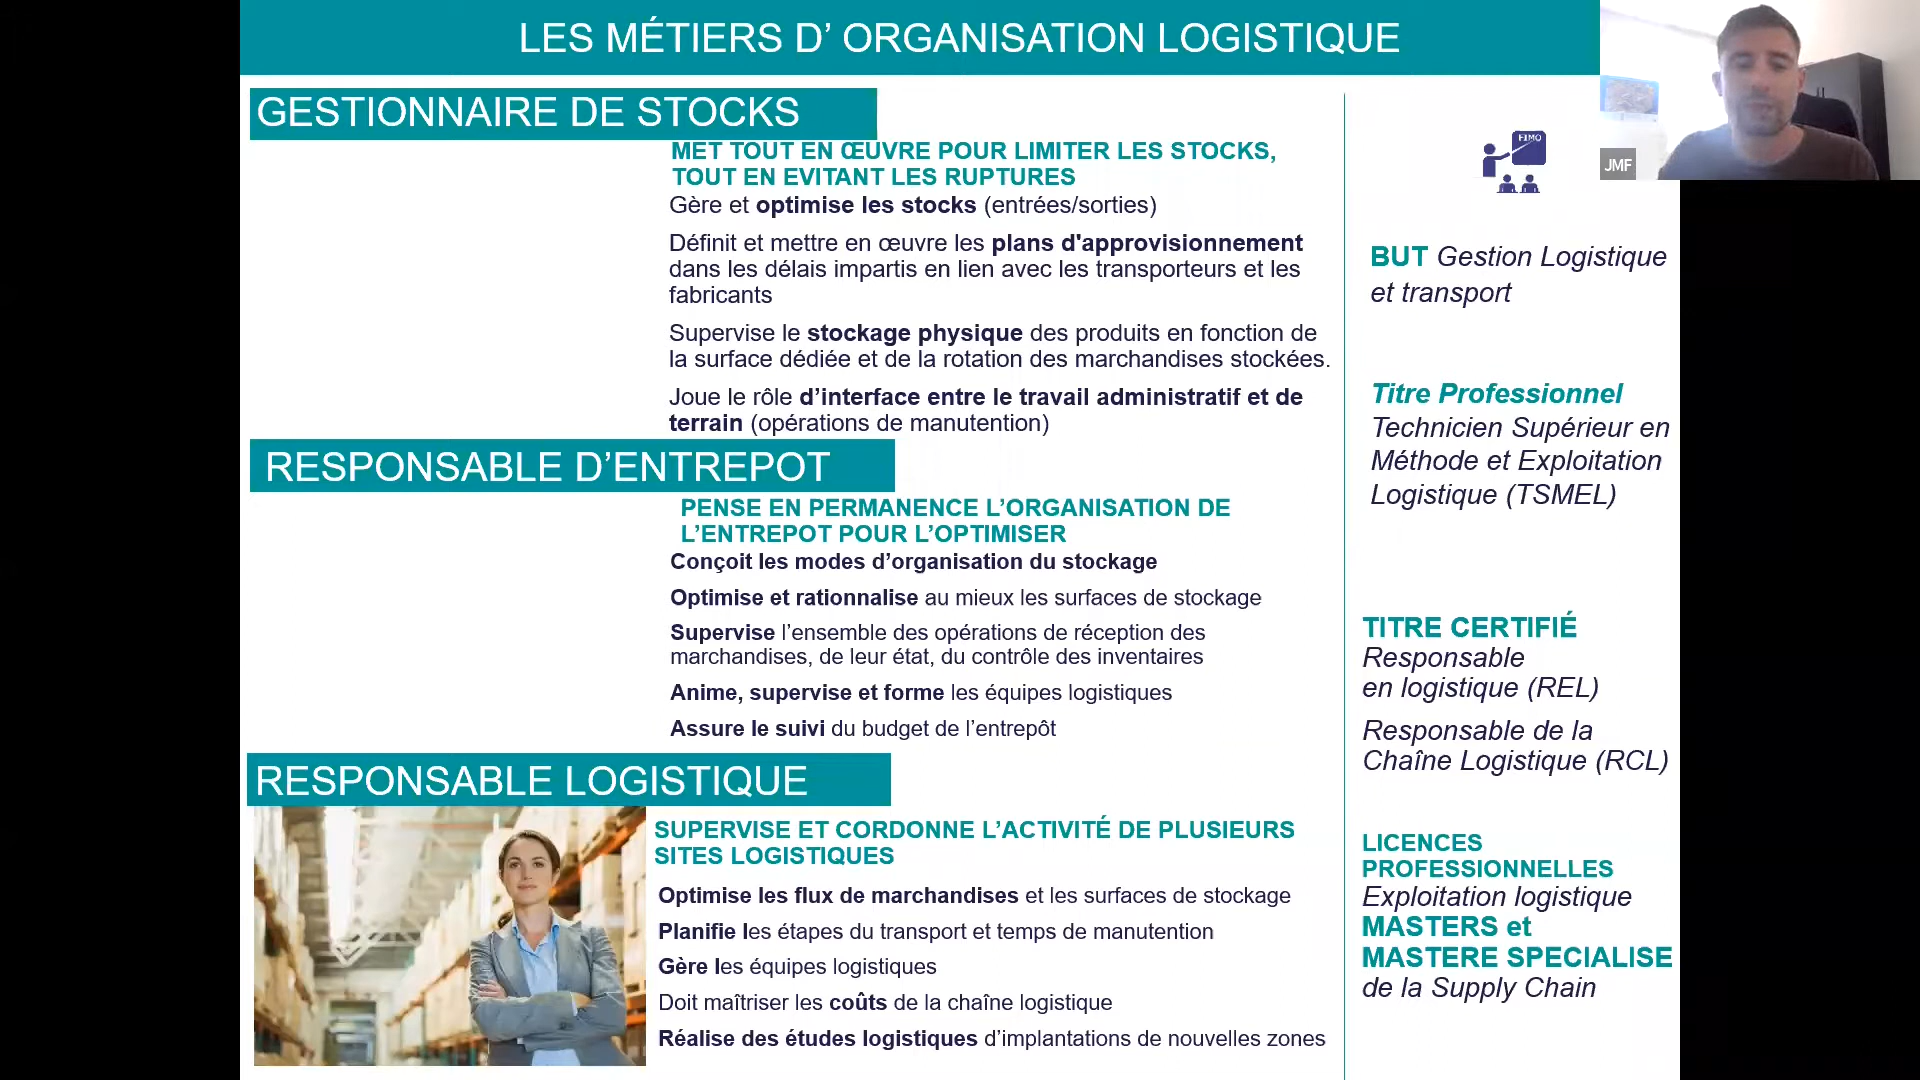 LES MÉTIERS D’ ORGANISATION LOGISTIQUE
GESTIONNAIRE DE STOCKS
MET TOUT EN ŒUVRE POUR LIMITER LES STOCKS,
TOUT EN EVITANT LES RUPTURES
Gère et optimise les stocks (entrées/sorties)
Définit et mettre en œuvre les plans d'approvisionnement
dans les délais impartis en lien avec les transporteurs et les
fabricants
Supervise le stockage physique des produits en fonction de
la surface dédiée et de la rotation des marchandises stockées.
Joue le rôle d’interface entre le travail administratif et de
terrain (opérations de manutention)
RESPONSABLE D’ENTREPOT
PENSE EN PERMANENCE L’ORGANISATION DE
L’ENTREPOT POUR L’OPTIMISER
Conçoit les modes d’organisation du stockage
Optimise et rationnalise au mieux les surfaces de stockage
Supervise l’ensemble des opérations de réception des
marchandises, de leur état, du contrôle des inventaires
Anime, supervise et forme les équipes logistiques
Assure le suivi du budget de l’entrepôt
RESPONSABLE LOGISTIQUE
SUPERVISE ET CORDONNE L’ACTIVITÉ DE PLUSIEURS
SITES LOGISTIQUES
Optimise les flux de marchandises et les surfaces de stockage
Planifie les étapes du transport et temps de manutention
Gère les équipes logistiques
Doit maîtriser les coûts de la chaîne logistique
Réalise des études logistiques d’implantations de nouvelles zones
FIMO
JMF
BUT Gestion Logistique
et transport
Titre Professionnel
Technicien Supérieur en
Méthode et Exploitation
Logistique (TSMEL)
TITRE CERTIFIÉ
Responsable
en logistique (REL)
Responsable de la
Chaîne Logistique (RCL)
LICENCES
PROFESSIONNELLES
Exploitation logistique
MASTERS et
MASTERE SPECIALISE
de la Supply Chain